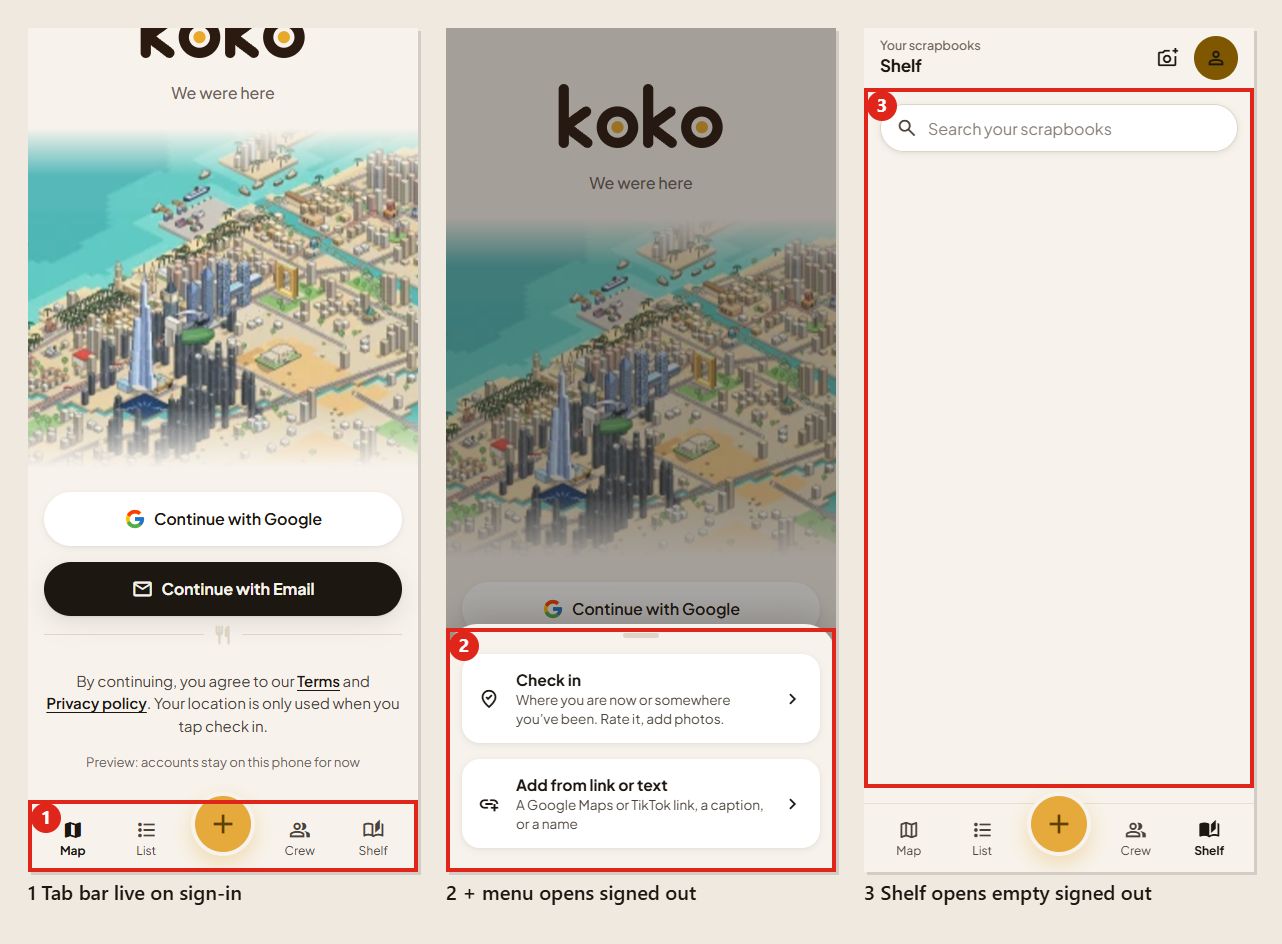 koko
We were here
Continue with Google
Continue with Email
By continuing, you agree to our Terms and
Privacy policy. Your location is only used when you
tap check in.
Preview: accounts stay on this phone for now
1
Map
List
Crew
Shelf
1 Tab bar live on sign-in
koko
We were here
Continue with Google
2
Check in
Where you are now or somewhere
you've been. Rate it, add photos.
Add from link or text
A Google Maps or TikTok link, a caption,
or a name
2 + menu opens signed out
Your scrapbooks
Shelf
3
Search your scrapbooks
Map
List
Crew
Shelf
3 Shelf opens empty signed out